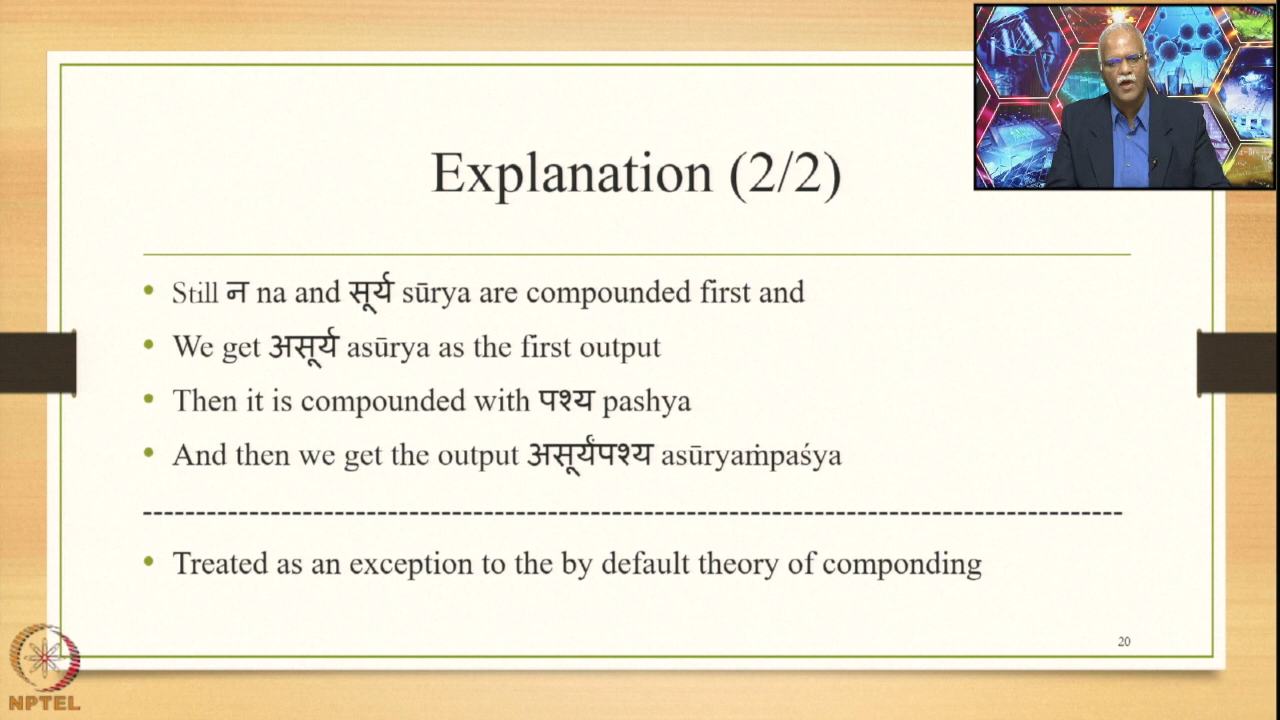 Explanation (2/2)
• Still न na and सूर्य sūrya are compounded first and
• We get असूर्य asūrya as the first output
• Then it is compounded with पश्य pashya
• And then we get the output असूर्यंपश्य asūryaṁpaśya
----------------------------------------------------------------------------------------
• Treated as an exception to the by default theory of componding
20
NPTEL